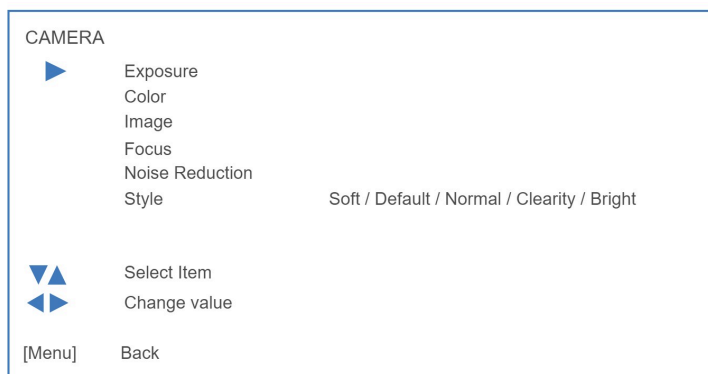 CAMERA
Exposure
Color
Image
Focus
Noise Reduction
Style Soft / Default / Normal / Clearity / Bright
Select Item
Change value
[Menu] Back